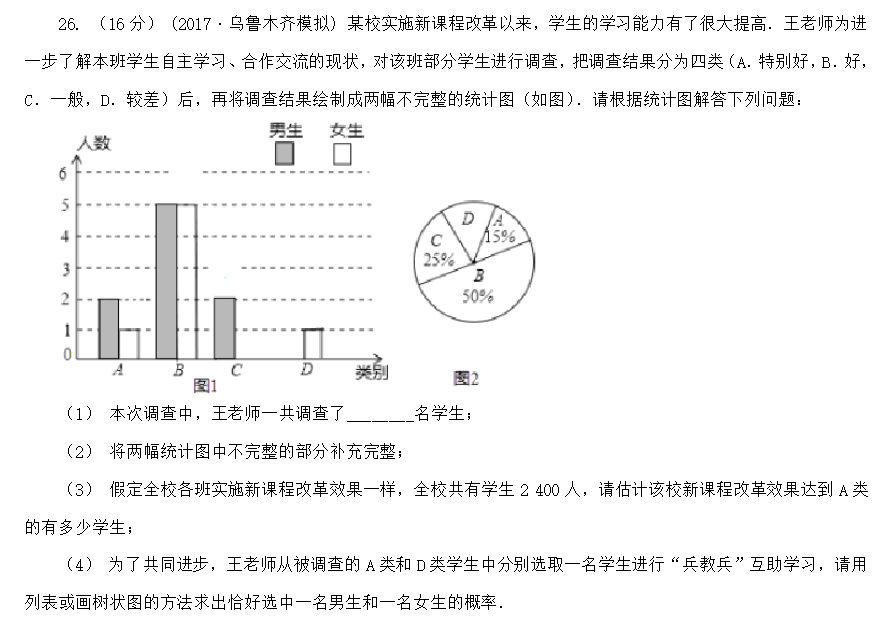 26. （16分）(2017·乌鲁木齐模拟) 某校实施新课程改革以来，学生的学习能力有了很大提高．王老师为进
一步了解本班学生自主学习、合作交流的现状，对该班部分学生进行调查，把调查结果分为四类（A．特别好，B．好，
C．一般，D．较差）后，再将调查结果绘制成两幅不完整的统计图（如图）．请根据统计图解答下列问题：
男生 女生
人数
6
5
4
3
2
1
0
A B C D 类别
图1
D A 15%
C 25%
B 50%
图2
（1） 本次调查中，王老师一共调查了________名学生；
（2） 将两幅统计图中不完整的部分补充完整；
（3） 假定全校各班实施新课程改革效果一样，全校共有学生2 400人，请估计该校新课程改革效果达到A类
的有多少学生；
（4） 为了共同进步，王老师从被调查的A类和D类学生中分别选取一名学生进行“兵教兵”互助学习，请用
列表或画树状图的方法求出恰好选中一名男生和一名女生的概率．